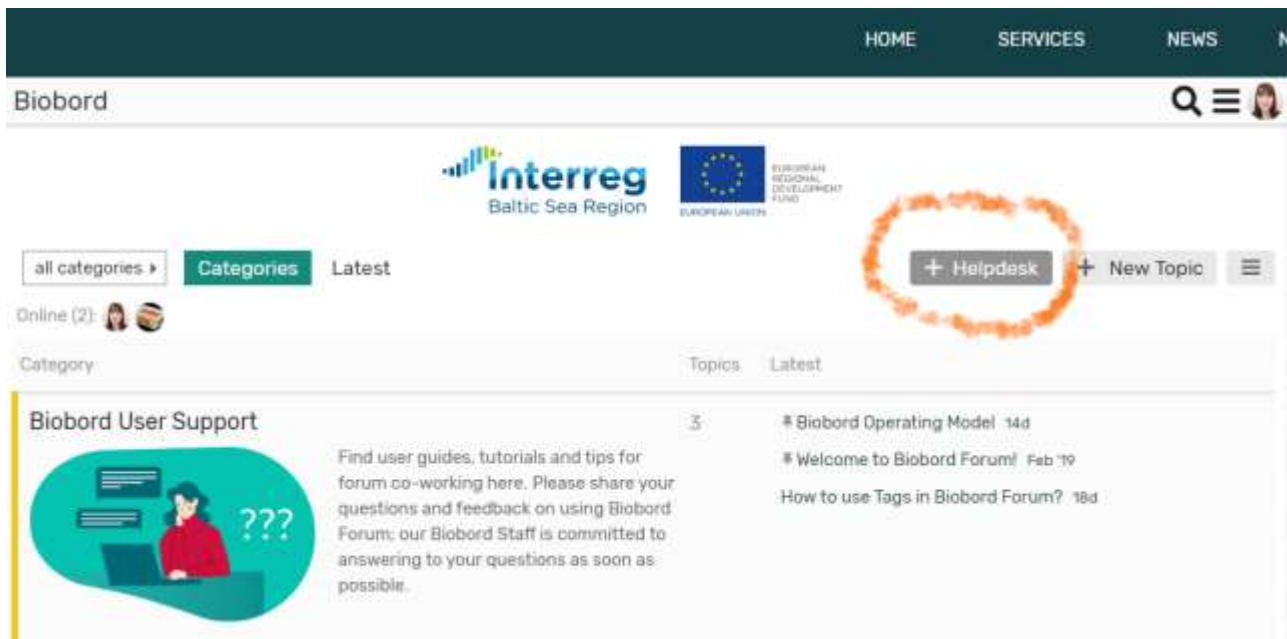 HOME SERVICES NEWS N
Biobord
Interreg
Baltic Sea Region
EUROPEAN UNION
EUROPEAN
REGIONAL
DEVELOPMENT
FUND
all categories Categories Latest + Helpdesk + New Topic
Online (2):
Category Topics Latest
Biobord User Support
???
Find user guides, tutorials and tips for
forum co-working here. Please share your
questions and feedback on using Biobord
Forum; our Biobord Staff is committed to
answering to your questions as soon as
possible.
3
Biobord Operating Model 14d
Welcome to Biobord Forum! Feb '19
How to use Tags in Biobord Forum? 18d